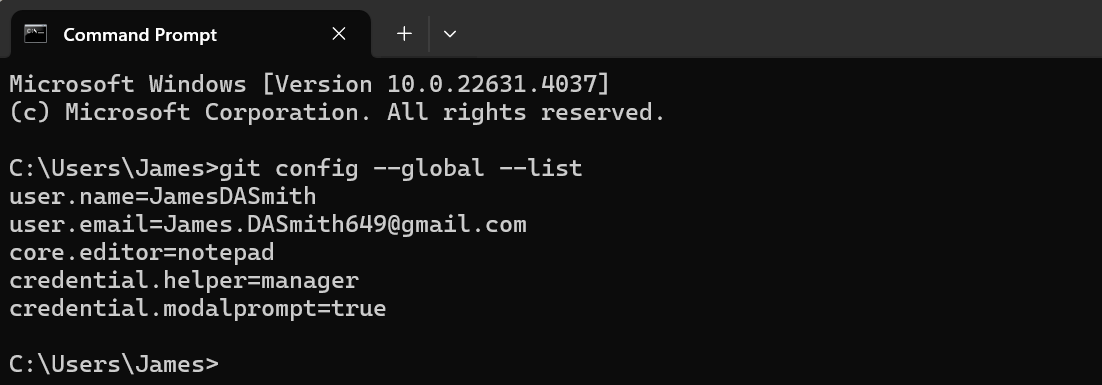 Command Prompt
Microsoft Windows [Version 10.0.22631.4037]
(c) Microsoft Corporation. All rights reserved.
C:\Users\James>git config --global --list
user.name=JamesDASmith
user.email=James.DASmith649@gmail.com
core.editor=notepad
credential.helper=manager
credential.modalprompt=true
C:\Users\James>